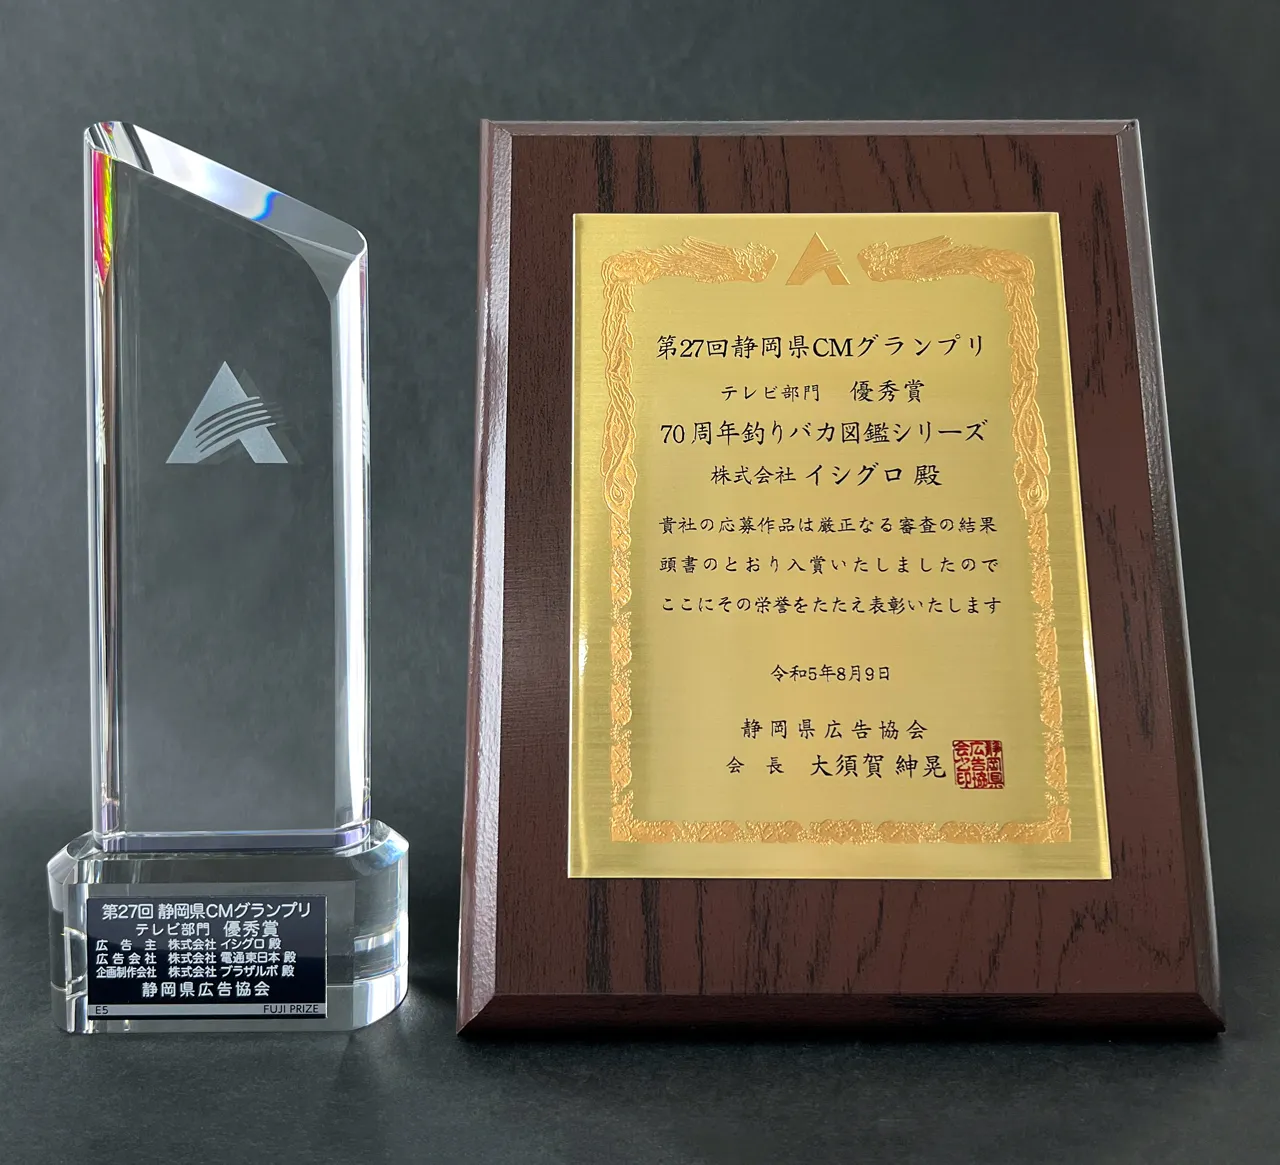 第27回 静岡県CMグランプリ
テレビ部門 優秀賞
広告主 株式会社 イシグロ 殿
広告会社 株式会社 電通東日本 殿
企画制作会社 株式会社 ブラザルボ 殿
静岡県広告協会
E5 FUJI PRIZE
第27回静岡県CMグランプリ
テレビ部門 優秀賞
70周年釣りバカ図鑑シリーズ
株式会社 イシグロ 殿
貴社の応募作品は厳正なる審査の結果
頭書のとおり入賞いたしましたので
ここにその栄誉をたたえ表彰いたします
令和5年8月9日
静岡県広告協会
会長 大須賀 紳晃
静岡県
広告協
会之印